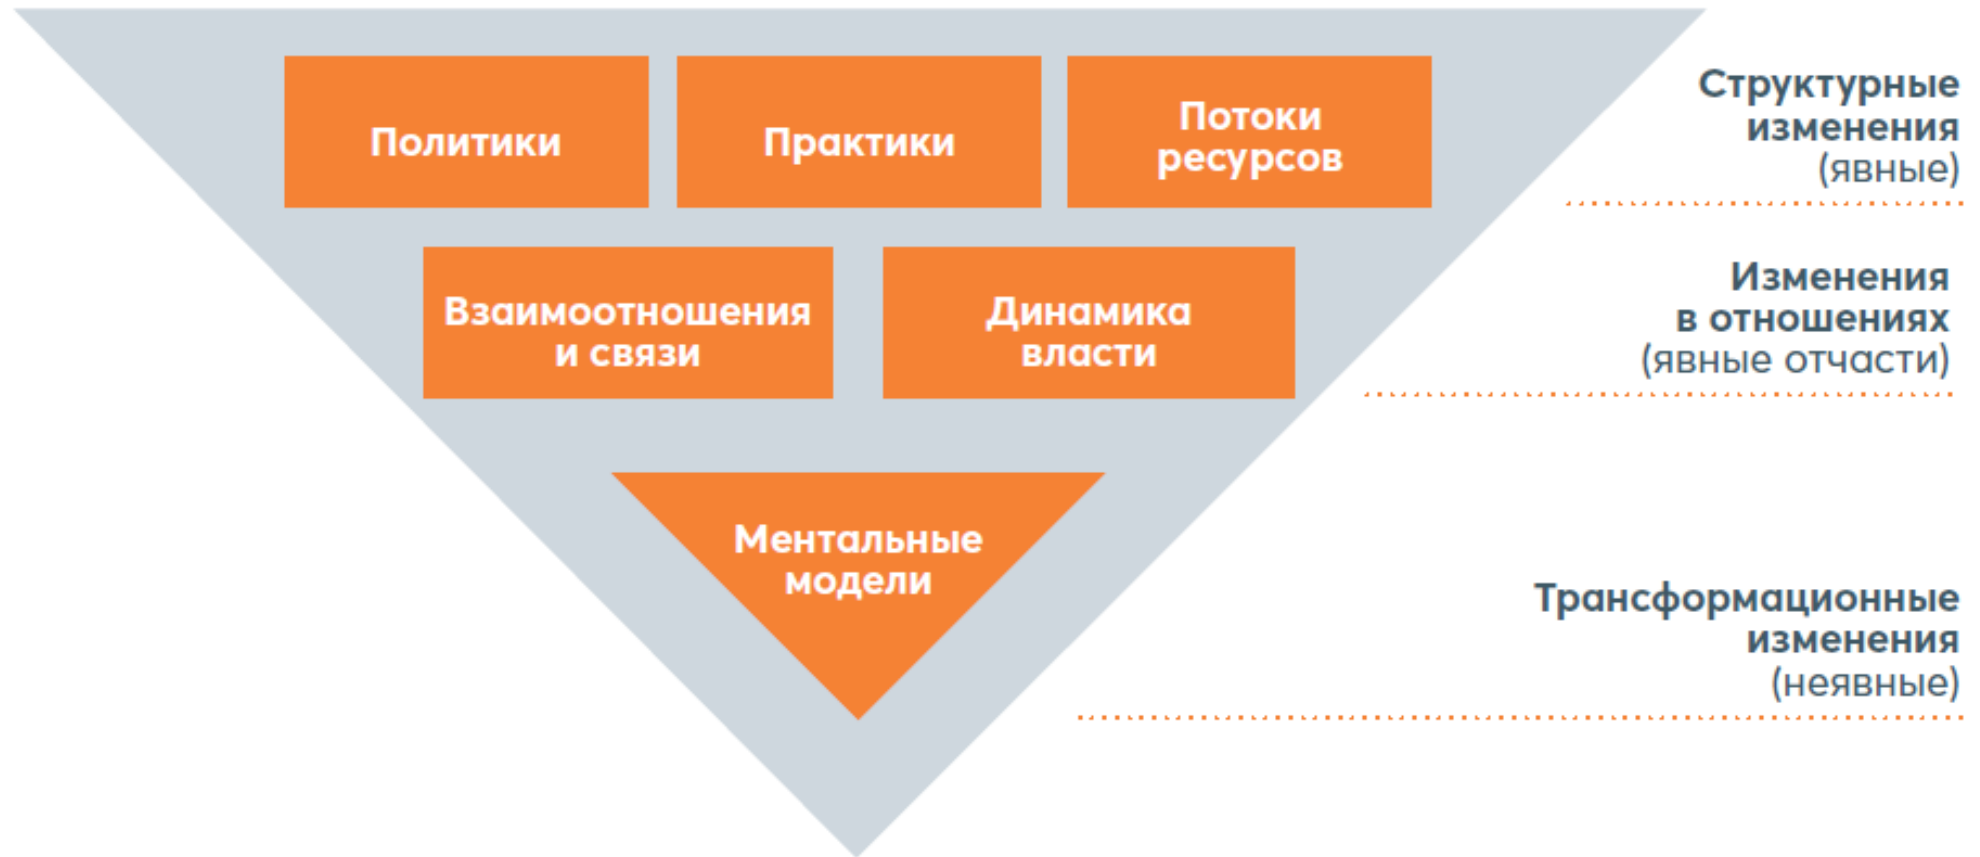 Политики
Практики
Потоки
ресурсов
Структурные
изменения
(явные)
Взаимоотношения
и связи
Динамика
власти
Изменения
в отношениях
(явные отчасти)
Ментальные
модели
Трансформационные
изменения
(неявные)